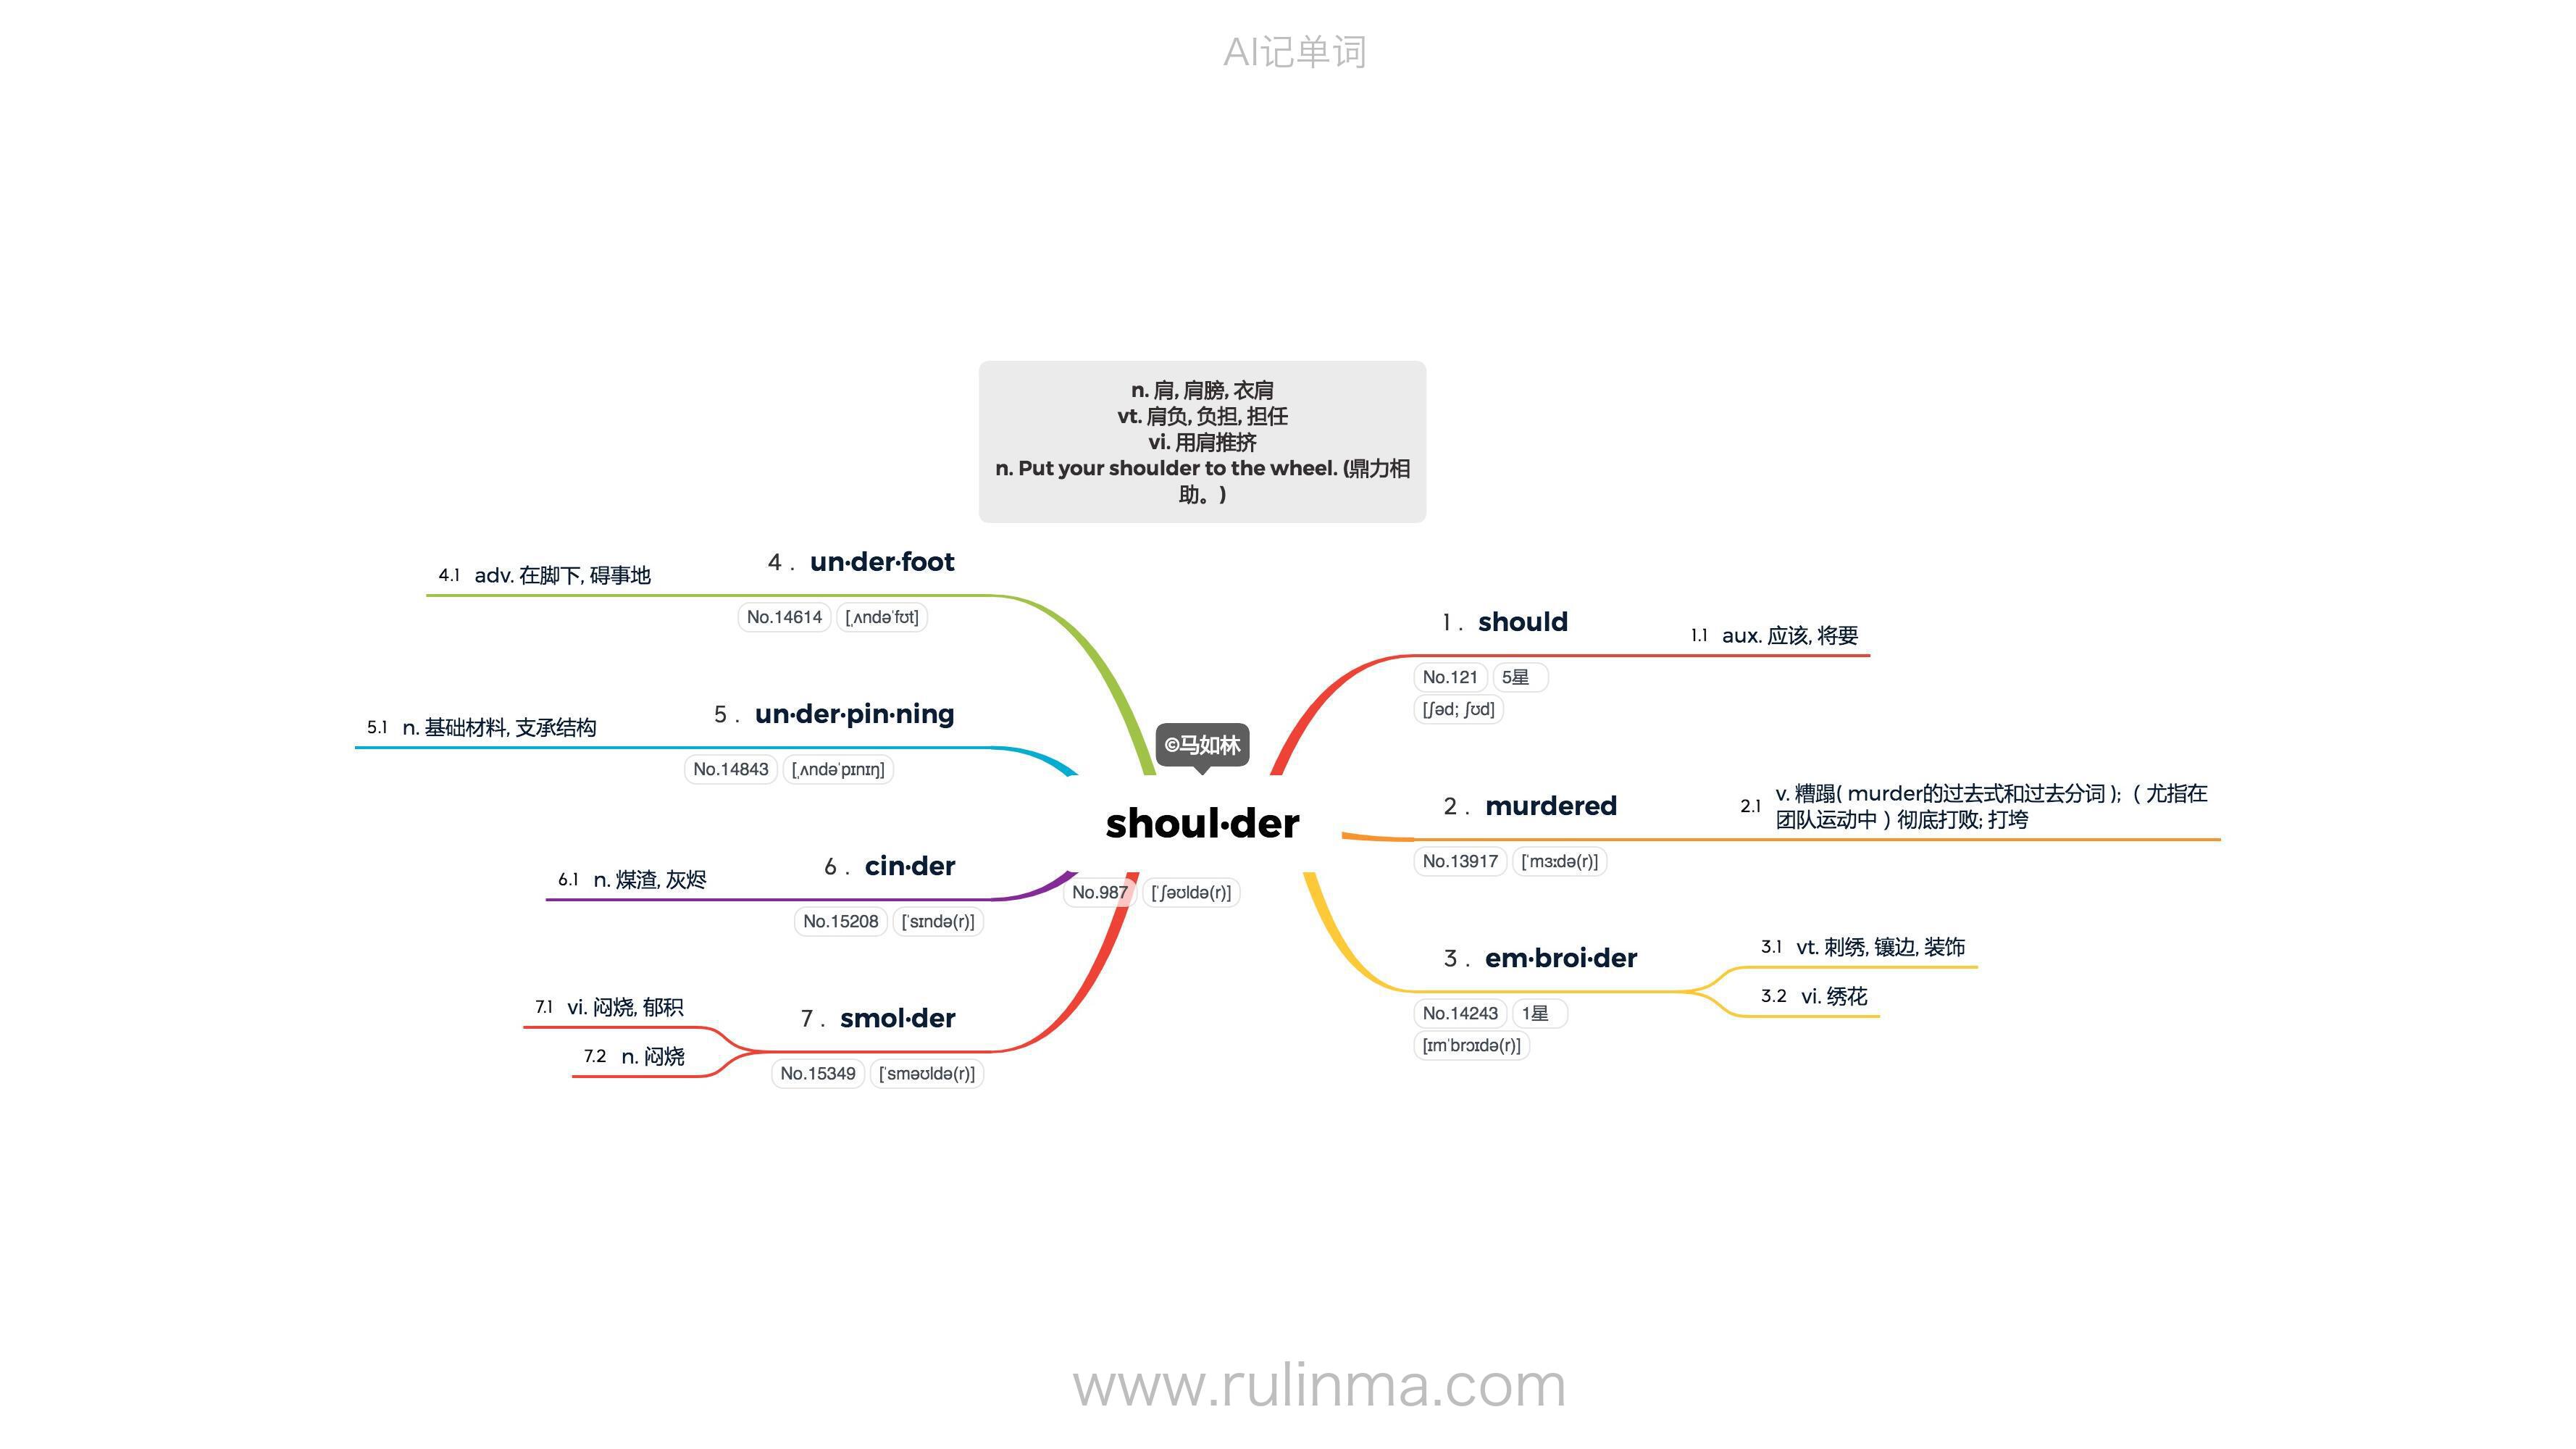 AI记单词
n. 肩, 肩膀, 衣肩
vt. 肩负, 负担, 担任
vi. 用肩推挤
n. Put your shoulder to the wheel. (鼎力相
助。)
©马如林
shoul·der
No.987 [ˈʃəʊldə(r)]
1 . should
No.121 5星
[ʃəd; ʃʊd]
1.1 aux. 应该, 将要
2 . murdered
No.13917 [ˈmɜːdə(r)]
2.1 v. 糟蹋( murder的过去式和过去分词 ); （ 尤指在
团队运动中 ) 彻底打败; 打垮
3 . em·broi·der
No.14243 1星
[ɪmˈbrɔɪdə(r)]
3.1 vt. 刺绣, 镶边, 装饰
3.2 vi. 绣花
4 . un·der·foot
No.14614 [ˌʌndəˈfʊt]
4.1 adv. 在脚下, 碍事地
5 . un·der·pin·ning
No.14843 [ˌʌndəˈpɪnɪŋ]
5.1 n. 基础材料, 支承结构
6 . cin·der
No.15208 [ˈsɪndə(r)]
6.1 n. 煤渣, 灰烬
7 . smol·der
No.15349 [ˈsməʊldə(r)]
7.1 vi. 闷烧, 郁积
7.2 n. 闷烧
www.rulinma.com